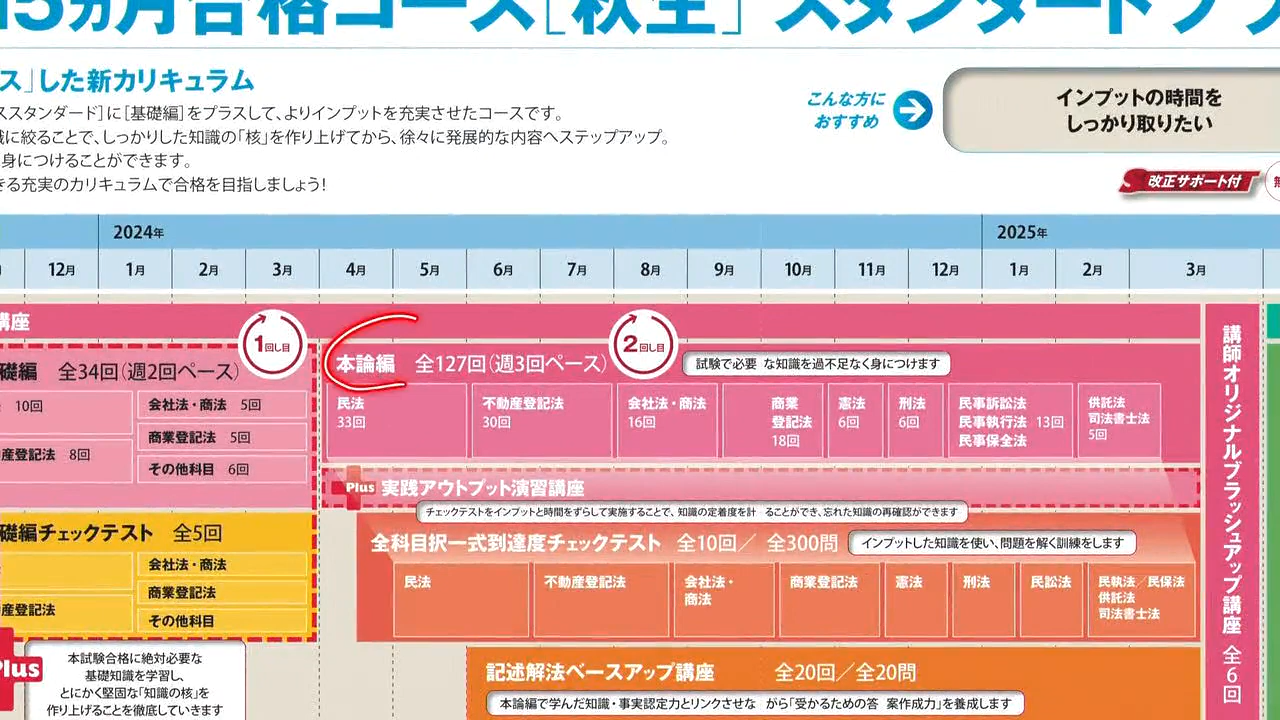 15ヵ月合格コース［秋生］ スタンダードプラ
ス」した新カリキュラム
ススタンダード]に[基礎編]をプラスして、よりインプットを充実させたコースです。
識に絞ることで、しっかりした知識の「核」を作り上げてから、徐々に発展的な内容へステップアップ。
身につけることができます。
きる充実のカリキュラムで合格を目指しましょう!
こんな方に
おすすめ
インプットの時間を
しっかり取りたい
改正サポート付
無
2024年
2025年
12月 1月 2月 3月 4月 5月 6月 7月 8月 9月 10月 11月 12月 1月 2月 3月
講座
1回し目
2回し目
礎編 全34回(週2回ペース)
10回
会社法・商法 5回
商業登記法 5回
産登記法 8回
その他科目 6回
本論編 全127回(週3回ペース)
試験で必要 な知識を過不足なく身につけます
民法
33回
不動産登記法
30回
会社法・商法
16回
商業
登記法
18回
憲法
6回
刑法
6回
民事訴訟法
民事執行法 13回
民事保全法
供託法
司法書士法
5回
Plus 実践アウトプット演習講座
チェックテストをインプットと時間をずらして実施することで、知識の定着度を計 ることができ、忘れた知識の再確認ができます
礎編チェックテスト 全5回
会社法・商法
商業登記法
産登記法
その他科目
全科目択一式到達度チェックテスト 全10回／ 全300問
インプットした知識を使い、問題を解く訓練をします
民法
不動産登記法
会社法・
商法
商業登記法
憲法
刑法
民訟法
民執法／民保法
供託法
司法書士法
Plus
本試験合格に絶対必要な
基礎知識を学習し、
とにかく堅固な「知識の核」を
作り上げることを徹底していきます
記述解法ベースアップ講座 全20回／全20問
本論編で学んだ知識・事実認定力とリンクさせな がら「受かるための答 案作成力」を養成します
講師オリジナルブラッシュアップ講座 全6回